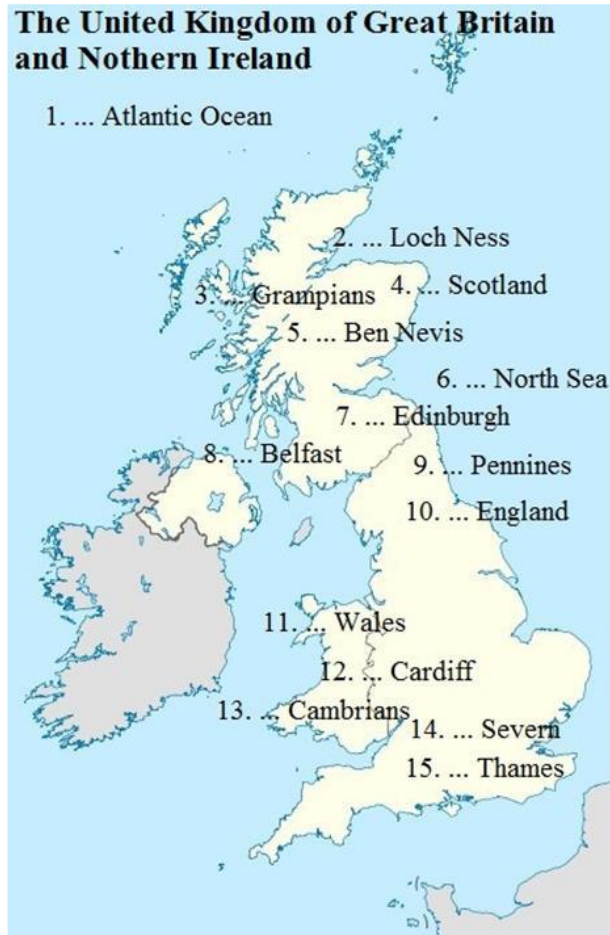 The United Kingdom of Great Britain
and Nothern Ireland
1. ... Atlantic Ocean
2. ... Loch Ness
3. ... Grampians
4. ... Scotland
5. ... Ben Nevis
6. ... North Sea
7. ... Edinburgh
8. ... Belfast
9. ... Pennines
10. ... England
11. ... Wales
12. ... Cardiff
13. ... Cambrians
14. ... Severn
15. ... Thames